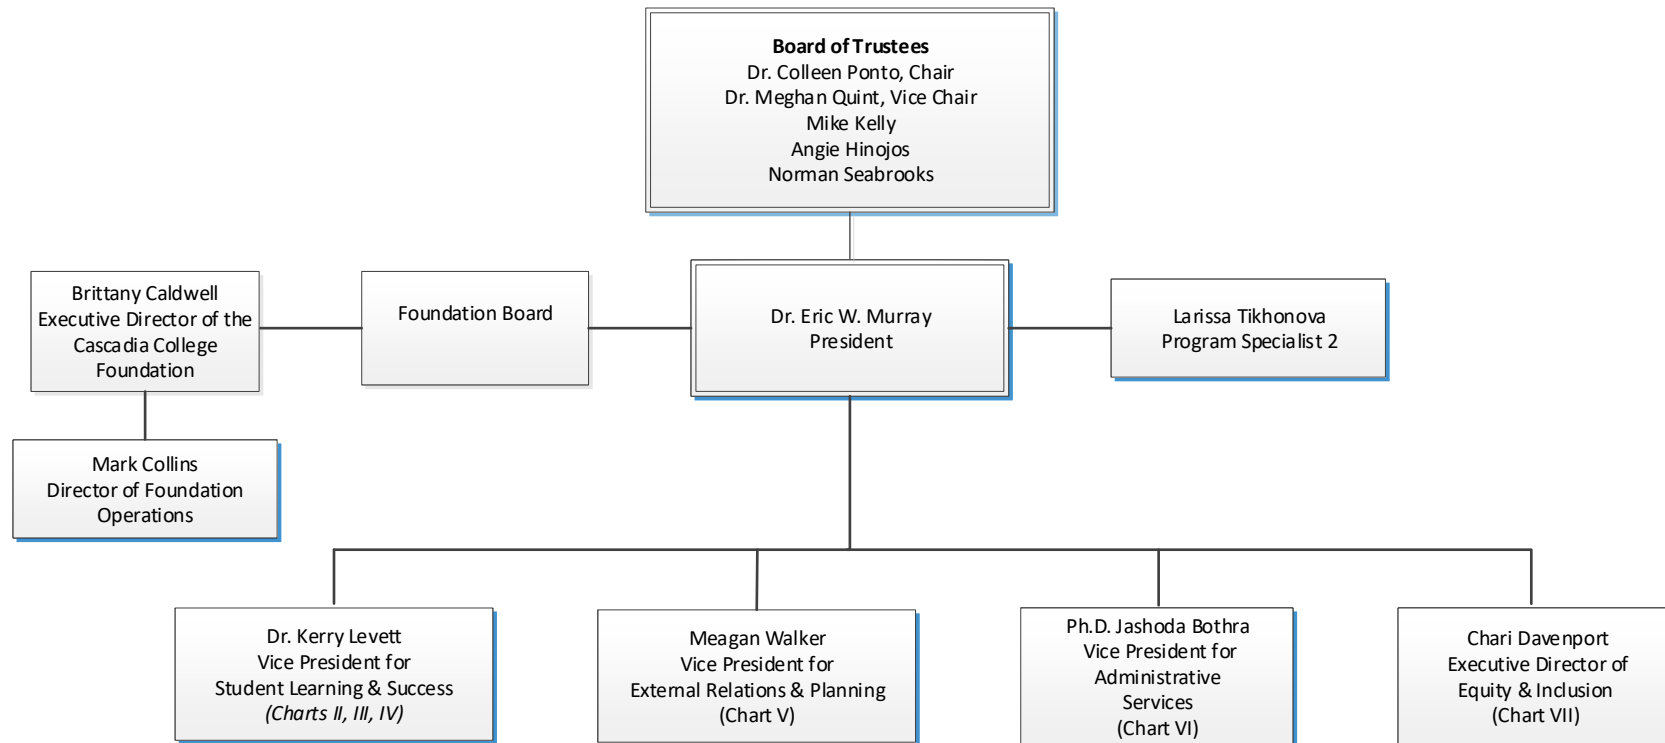 Board of Trustees
Dr. Colleen Ponto, Chair
Dr. Meghan Quint, Vice Chair
Mike Kelly
Angie Hinojos
Norman Seabrooks
Brittany Caldwell
Executive Director of the
Cascadia College
Foundation
Foundation Board
Dr. Eric W. Murray
President
Larissa Tikhonova
Program Specialist 2
Mark Collins
Director of Foundation
Operations
Dr. Kerry Levett
Vice President for
Student Learning & Success
(Charts II, III, IV)
Meagan Walker
Vice President for
External Relations & Planning
(Chart V)
Ph.D. Jashoda Bothra
Vice President for
Administrative
Services
(Chart VI)
Chari Davenport
Executive Director of
Equity & Inclusion
(Chart VII)